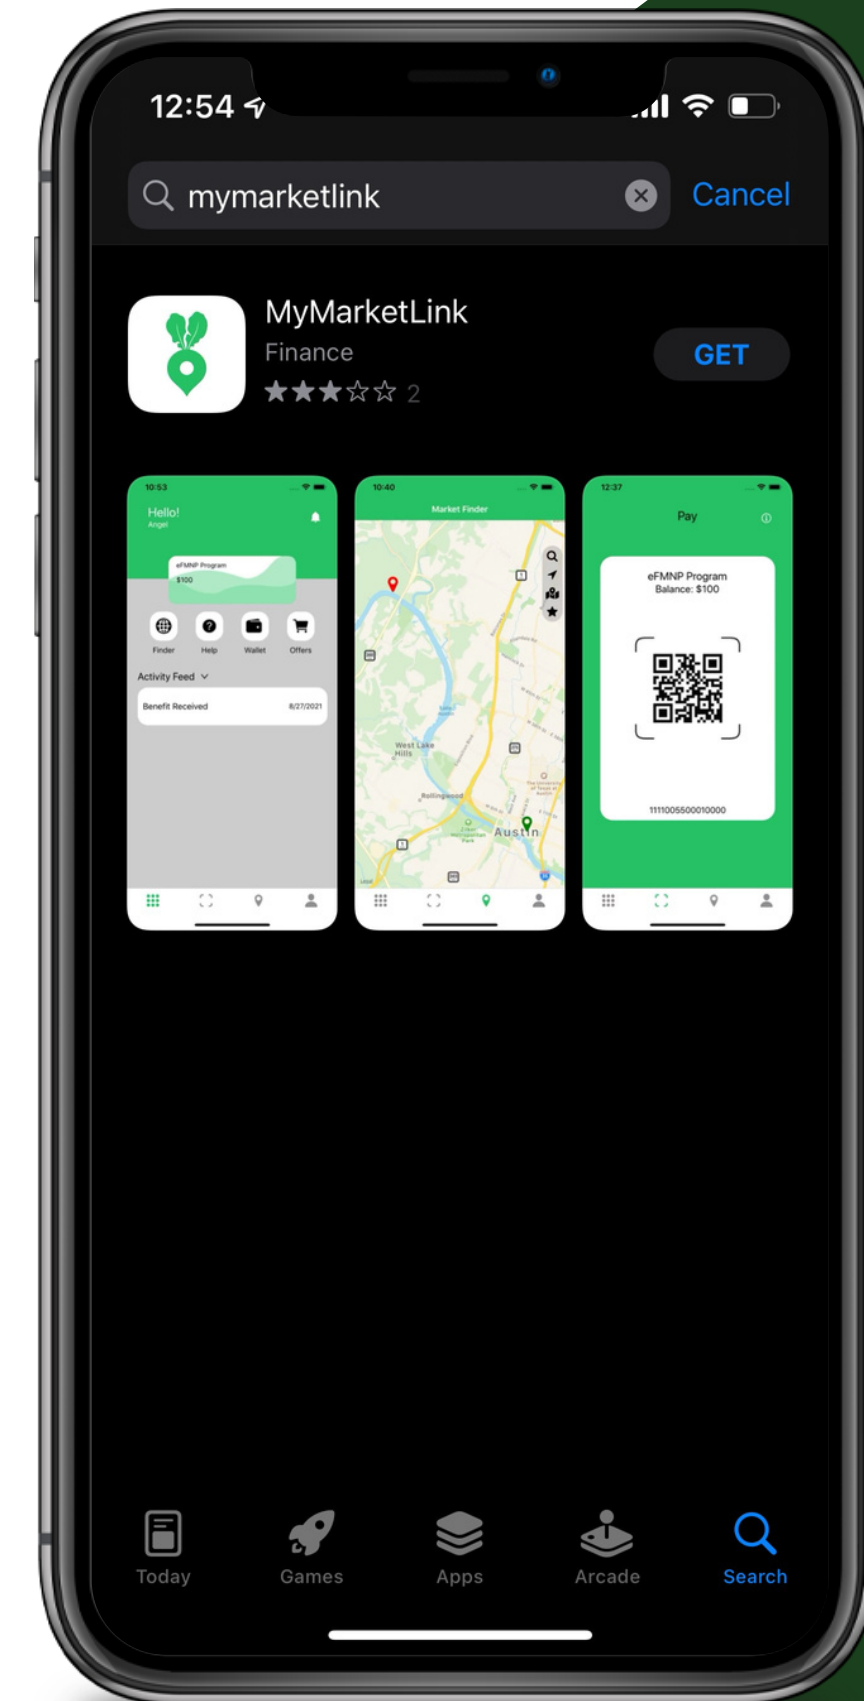 12:54
mymarketlink
Cancel
MyMarketLink
Finance
2
GET
10:53
Hello!
Angel
eFMNP Program
$100
Finder Help Wallet Offers
Activity Feed
Benefit Received 8/27/2021
10:40
Market Finder
West Lake
Hills
Rollingwood
Austin
12:37
Pay
eFMNP Program
Balance: $100
1111005500010000
Today
Games
Apps
Arcade
Search